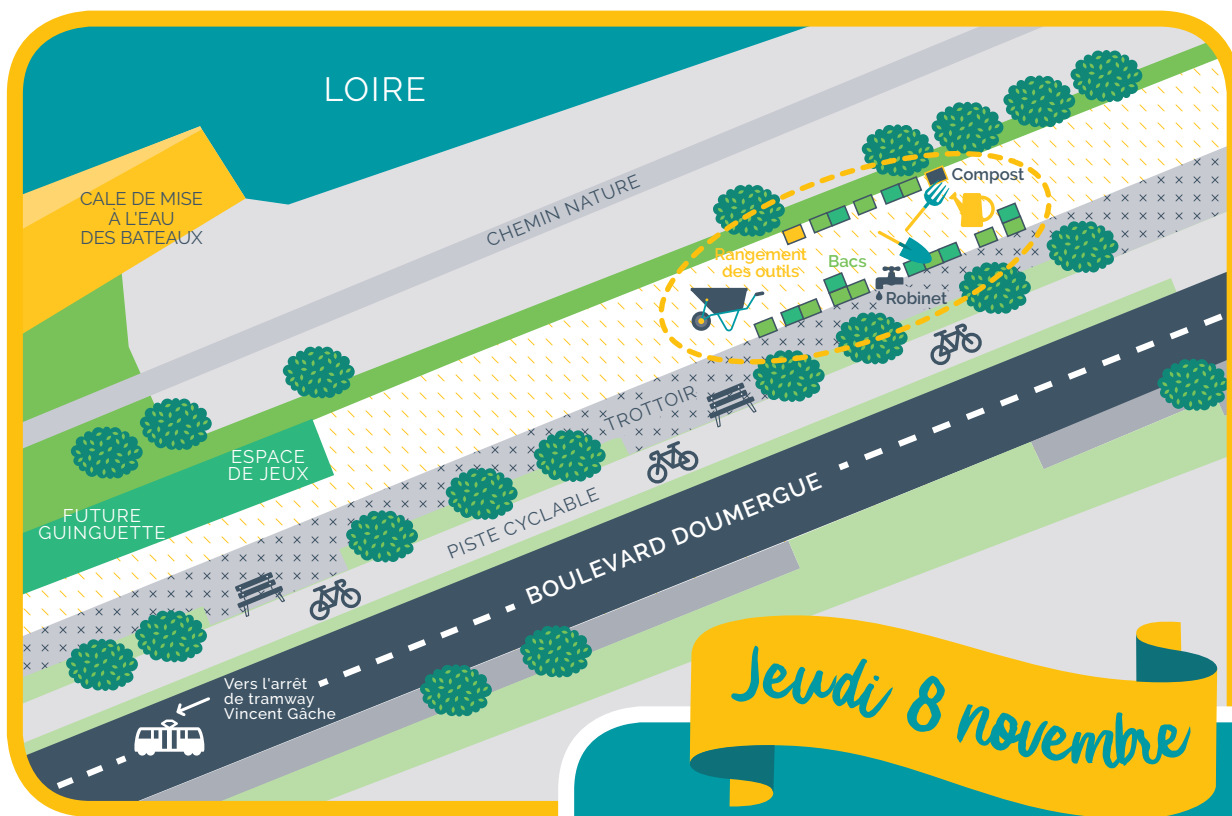 LOIRE
CALE DE MISE
À L'EAU
DES BATEAUX
CHEMIN NATURE
Compost
Rangement
des outils
Bacs
Robinet
TROTTOIR
ESPACE
DE JEUX
FUTURE
GUINGUETTE
PISTE CYCLABLE
BOULEVARD DOUMERGUE
Vers l'arrêt
de tramway
Vincent Gâche
Jeudi 8 novembre